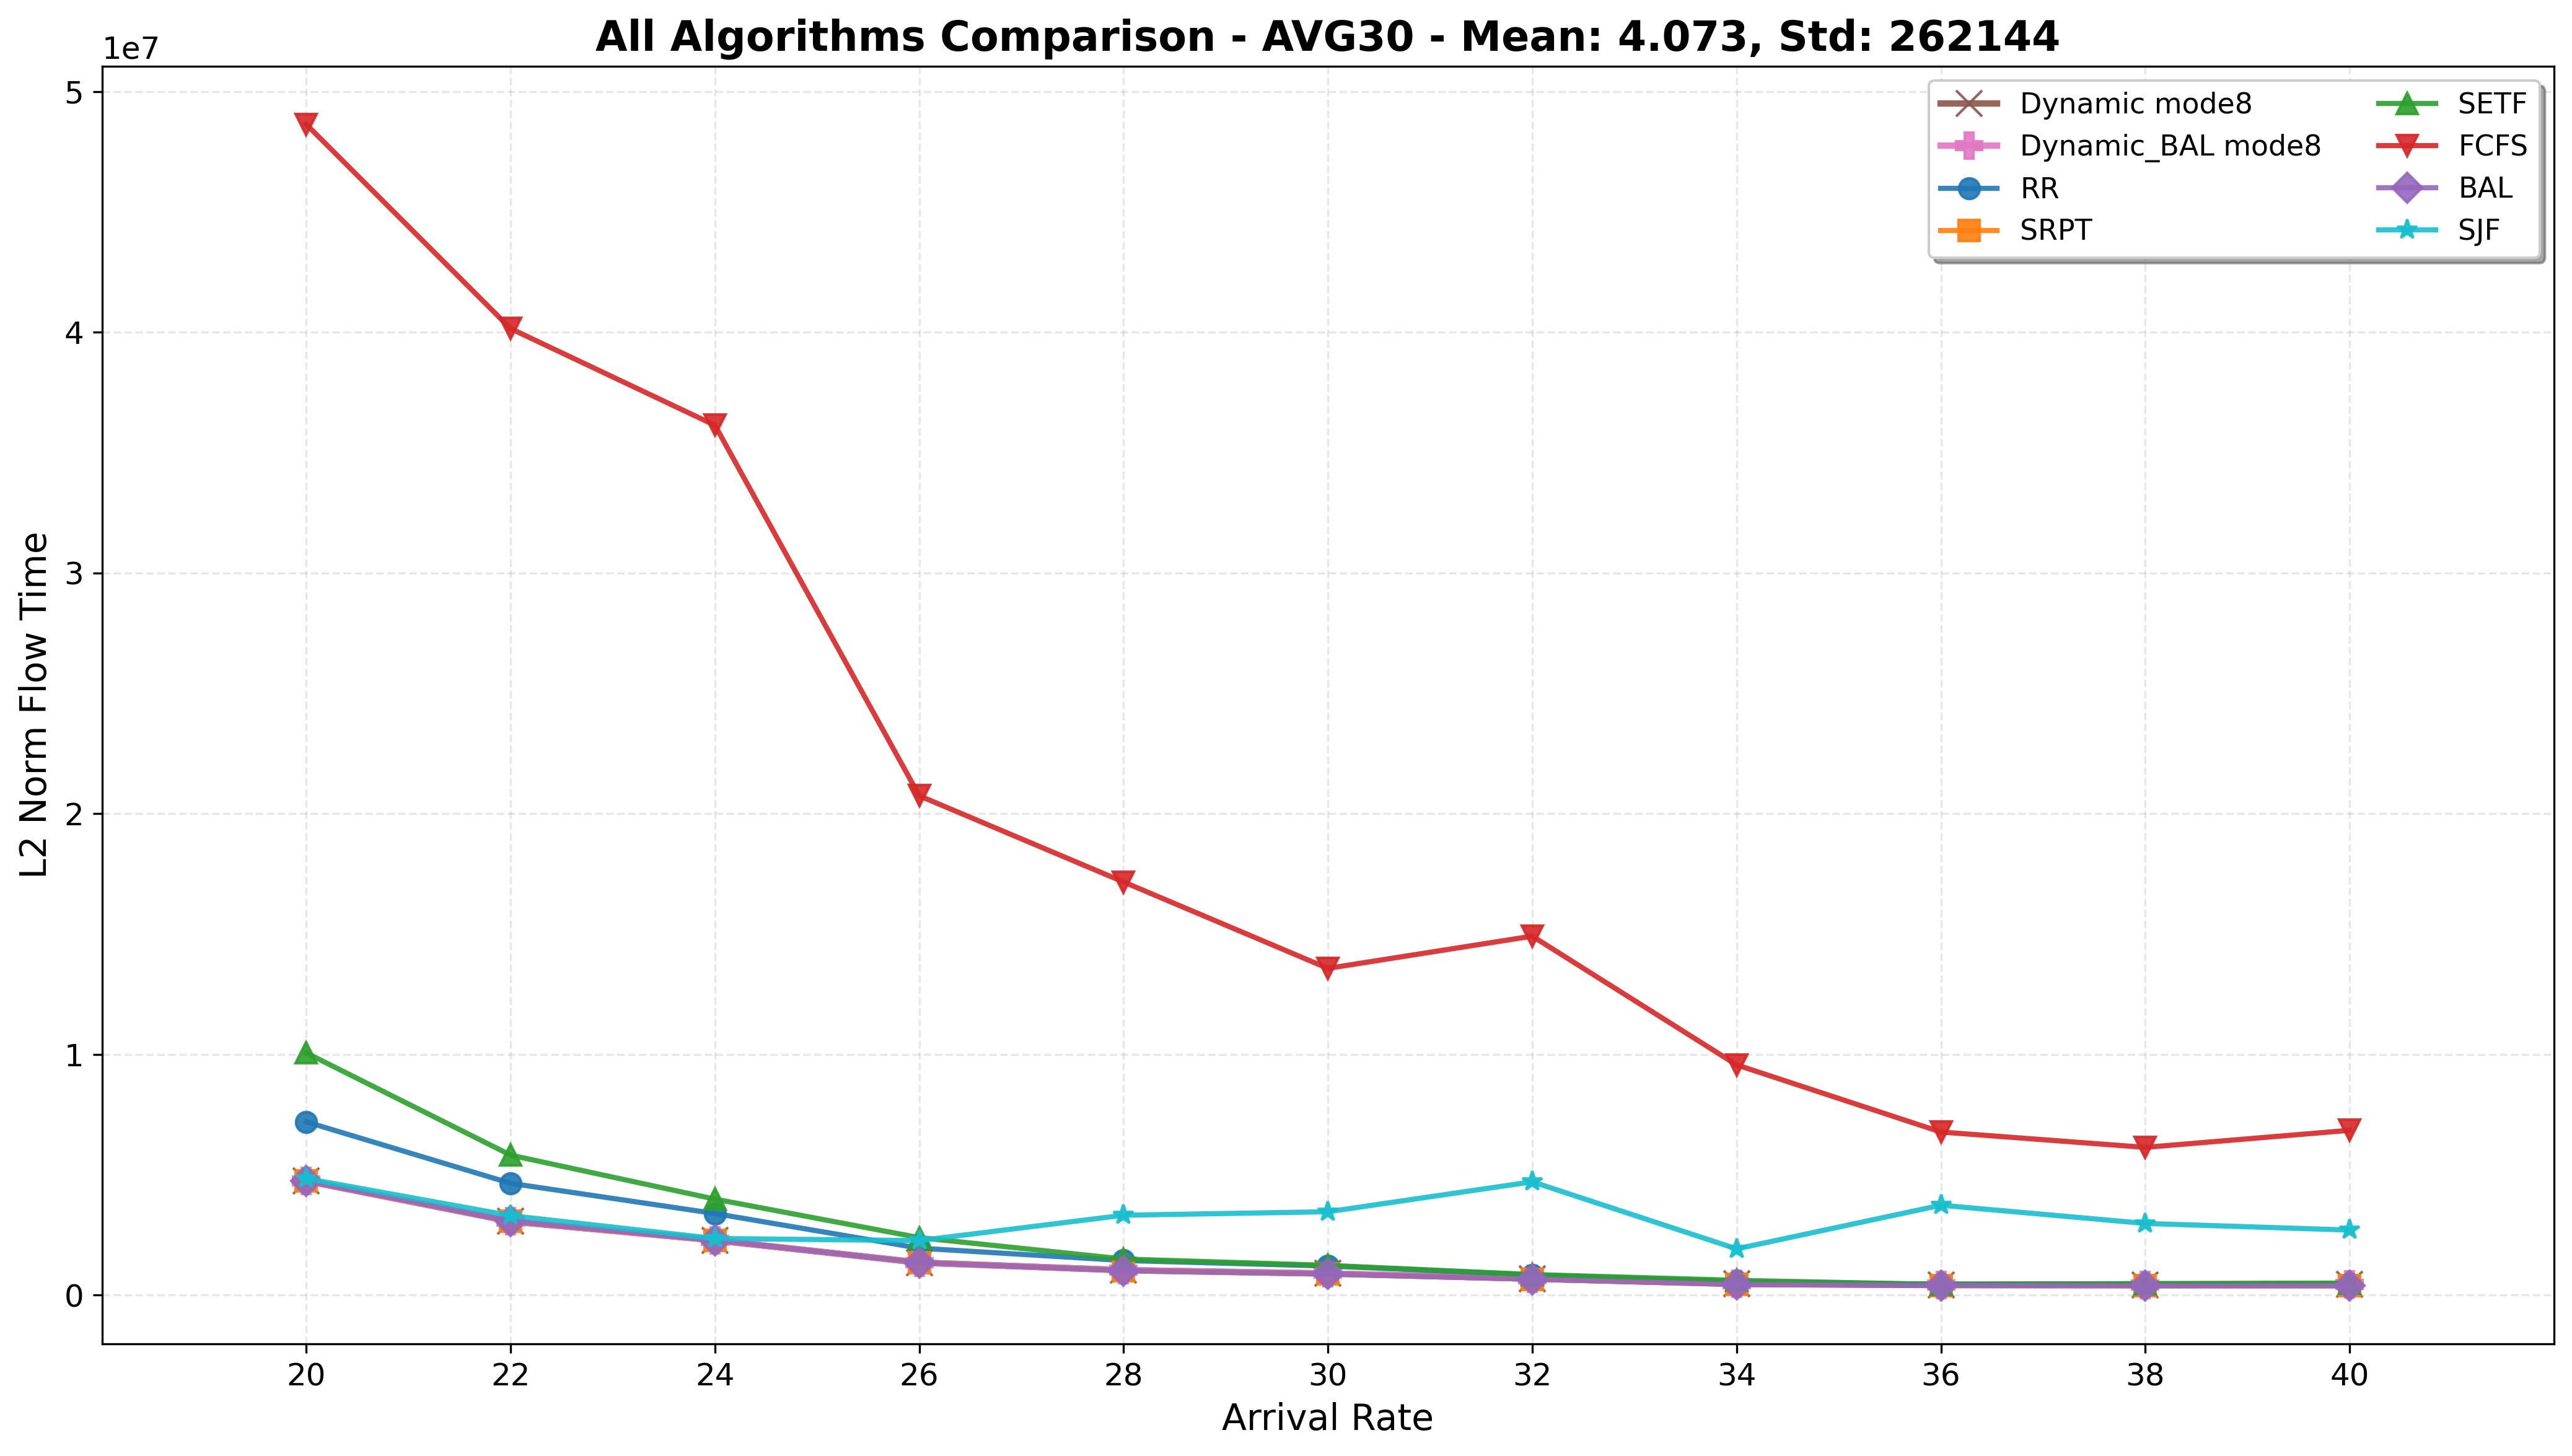 All Algorithms Comparison - AVG30 - Mean: 4.073, Std: 262144
1e7
5
4
3
2
1
0
L2 Norm Flow Time
Dynamic mode8
Dynamic_BAL mode8
RR
SRPT
SETF
FCFS
BAL
SJF
20 22 24 26 28 30 32 34 36 38 40
Arrival Rate